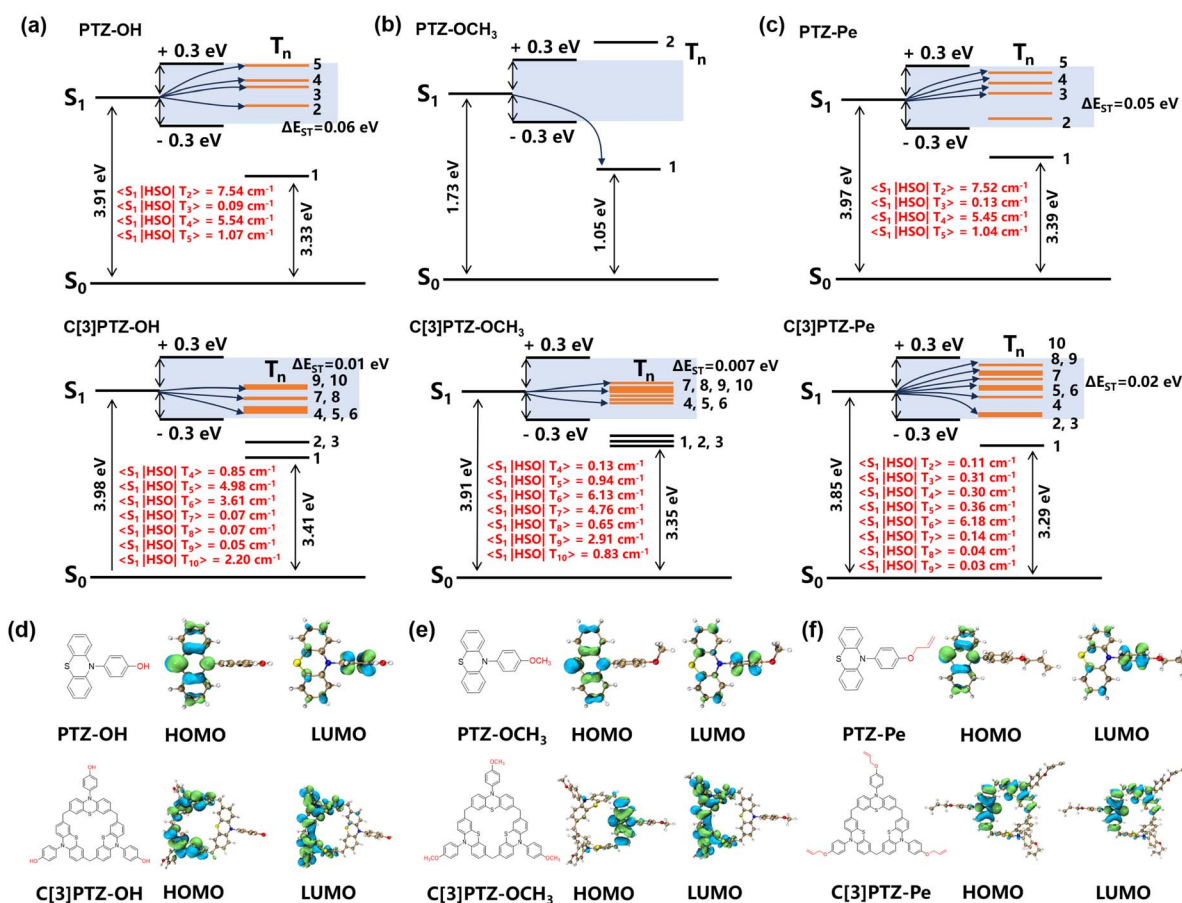 (a)
PTZ-OH
+ 0.3 eV
Tn
5
4
3
2
S1
ΔEST=0.06 eV
- 0.3 eV
1
3.91 eV
<S1 |HSO| T2> = 7.54 cm-1
<S1 |HSO| T3> = 0.09 cm-1
<S1 |HSO| T4> = 5.54 cm-1
<S1 |HSO| T5> = 1.07 cm-1
3.33 eV
S0
(b)
PTZ-OCH3
2
Tn
+ 0.3 eV
S1
- 0.3 eV
1
1.73 eV
1.05 eV
S0
(c)
PTZ-Pe
+ 0.3 eV
Tn
5
4
3
2
S1
ΔEST=0.05 eV
- 0.3 eV
1
3.97 eV
<S1 |HSO| T2> = 7.52 cm-1
<S1 |HSO| T3> = 0.13 cm-1
<S1 |HSO| T4> = 5.45 cm-1
<S1 |HSO| T5> = 1.04 cm-1
3.39 eV
S0
C[3]PTZ-OH
+ 0.3 eV
Tn
ΔEST=0.01 eV
9, 10
7, 8
4, 5, 6
S1
- 0.3 eV
2, 3
1
3.98 eV
<S1 |HSO| T4> = 0.85 cm-1
<S1 |HSO| T5> = 4.98 cm-1
<S1 |HSO| T6> = 3.61 cm-1
<S1 |HSO| T7> = 0.07 cm-1
<S1 |HSO| T8> = 0.07 cm-1
<S1 |HSO| T9> = 0.05 cm-1
<S1 |HSO| T10> = 2.20 cm-1
3.41 eV
S0
C[3]PTZ-OCH3
+ 0.3 eV
Tn
ΔEST=0.007 eV
7, 8, 9, 10
4, 5, 6
S1
- 0.3 eV
1, 2, 3
3.91 eV
<S1 |HSO| T4> = 0.13 cm-1
<S1 |HSO| T5> = 0.94 cm-1
<S1 |HSO| T6> = 6.13 cm-1
<S1 |HSO| T7> = 4.76 cm-1
<S1 |HSO| T8> = 0.65 cm-1
<S1 |HSO| T9> = 2.91 cm-1
<S1 |HSO| T10> = 0.83 cm-1
3.35 eV
S0
C[3]PTZ-Pe
+ 0.3 eV
Tn
10
8, 9
7
5, 6
4
2, 3
S1
ΔEST=0.02 eV
- 0.3 eV
1
3.85 eV
<S1 |HSO| T2> = 0.11 cm-1
<S1 |HSO| T3> = 0.31 cm-1
<S1 |HSO| T4> = 0.30 cm-1
<S1 |HSO| T5> = 0.36 cm-1
<S1 |HSO| T6> = 6.18 cm-1
<S1 |HSO| T7> = 0.14 cm-1
<S1 |HSO| T8> = 0.04 cm-1
<S1 |HSO| T9> = 0.03 cm-1
3.29 eV
S0
(d)
S N OH
PTZ-OH HOMO LUMO
OH
N
S S
S
HO N N OH
C[3]PTZ-OH HOMO LUMO
(e)
S N OCH3
PTZ-OCH3 HOMO LUMO
OCH3
N
S S
S
H3CO N N OCH3
C[3]PTZ-OCH3 HOMO LUMO
(f)
S N O
PTZ-Pe HOMO LUMO
O
N
S S
S
O N N O
C[3]PTZ-Pe HOMO LUMO